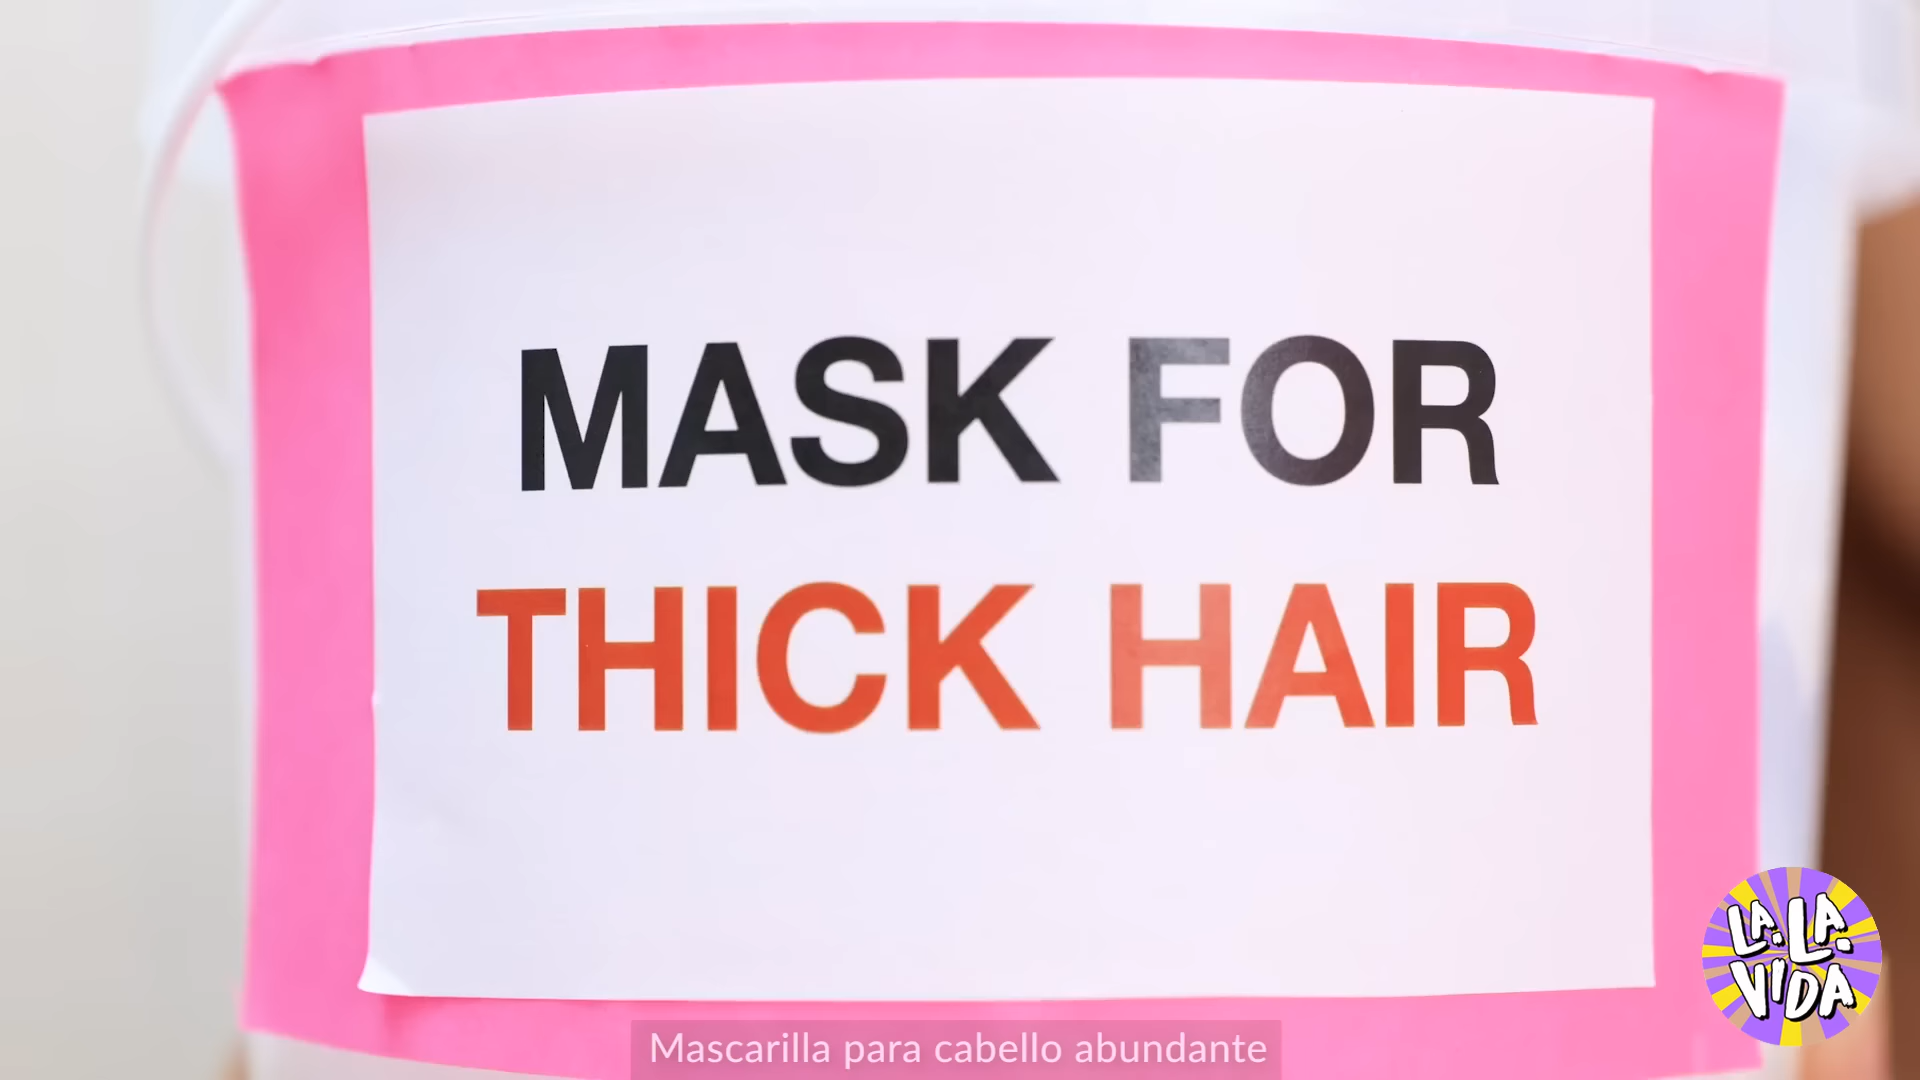 MASK FOR
THICK HAIR
LA.LA.
VIDA
Mascarilla para cabello abundante